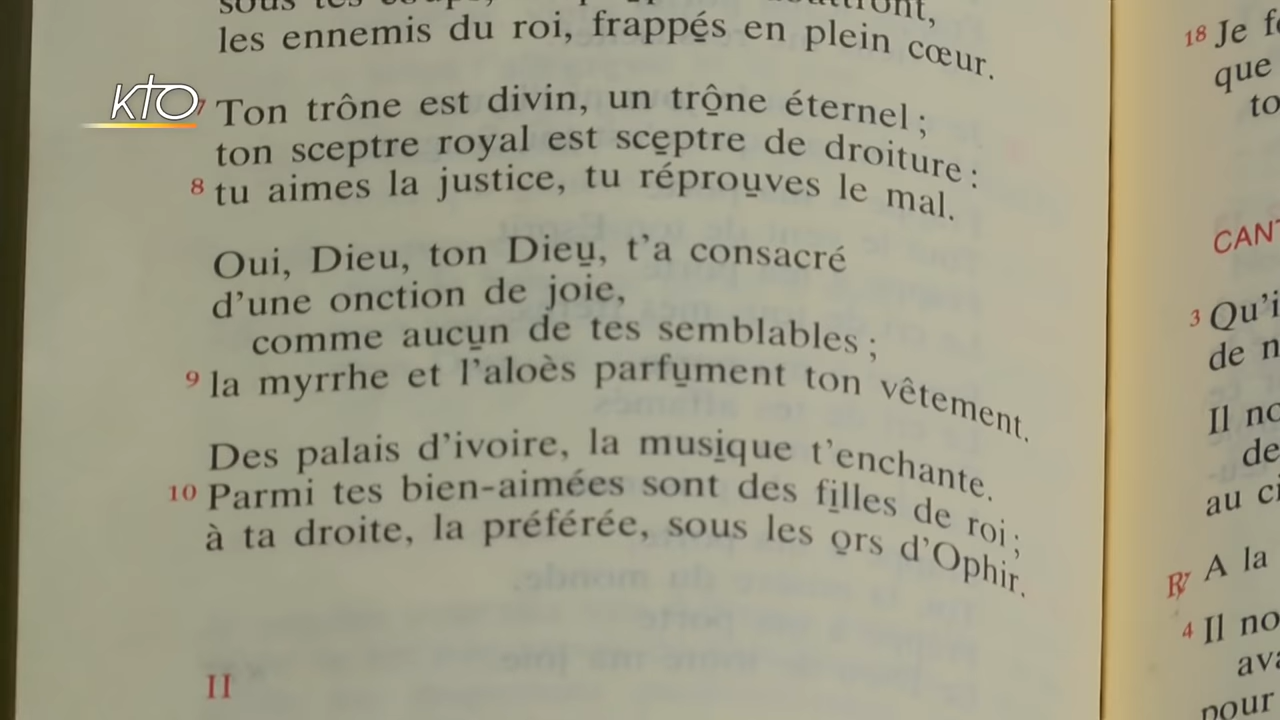 les ennemis du roi, frappés en plein cœur.
kto
7 Ton trône est divin, un trône éternel ;
ton sceptre royal est sceptre de droiture :
8 tu aimes la justice, tu réprouves le mal.
Oui, Dieu, ton Dieu, t'a consacré
d'une onction de joie,
comme aucun de tes semblables ;
9 la myrrhe et l'aloès parfument ton vêtement.
Des palais d'ivoire, la musique t'enchante.
10 Parmi tes bien-aimées sont des filles de roi ;
à ta droite, la préférée, sous les ors d'Ophir.
II
18 Je
que
3 Qu'i
de n
Il no
de
au ci
℟ A la
4 Il no
pour